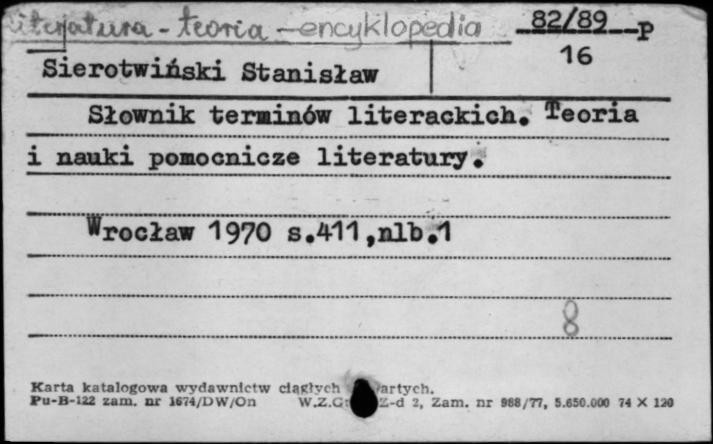 literatura - teoria - encyklopedia 82/89 P
16
Sierotwiński Stanisław
Słownik terminów literackich. Teoria
i nauki pomocnicze literatury.
Wrocław 1970 s.411,nlb.1
8
Karta katalogowa wydawnictw ciągłych artych.
Pu-B-122 zam. nr 1674/DW/On W.Z.G Z-d 2, Zam. nr 988/77, 5.650.000 74 X 120